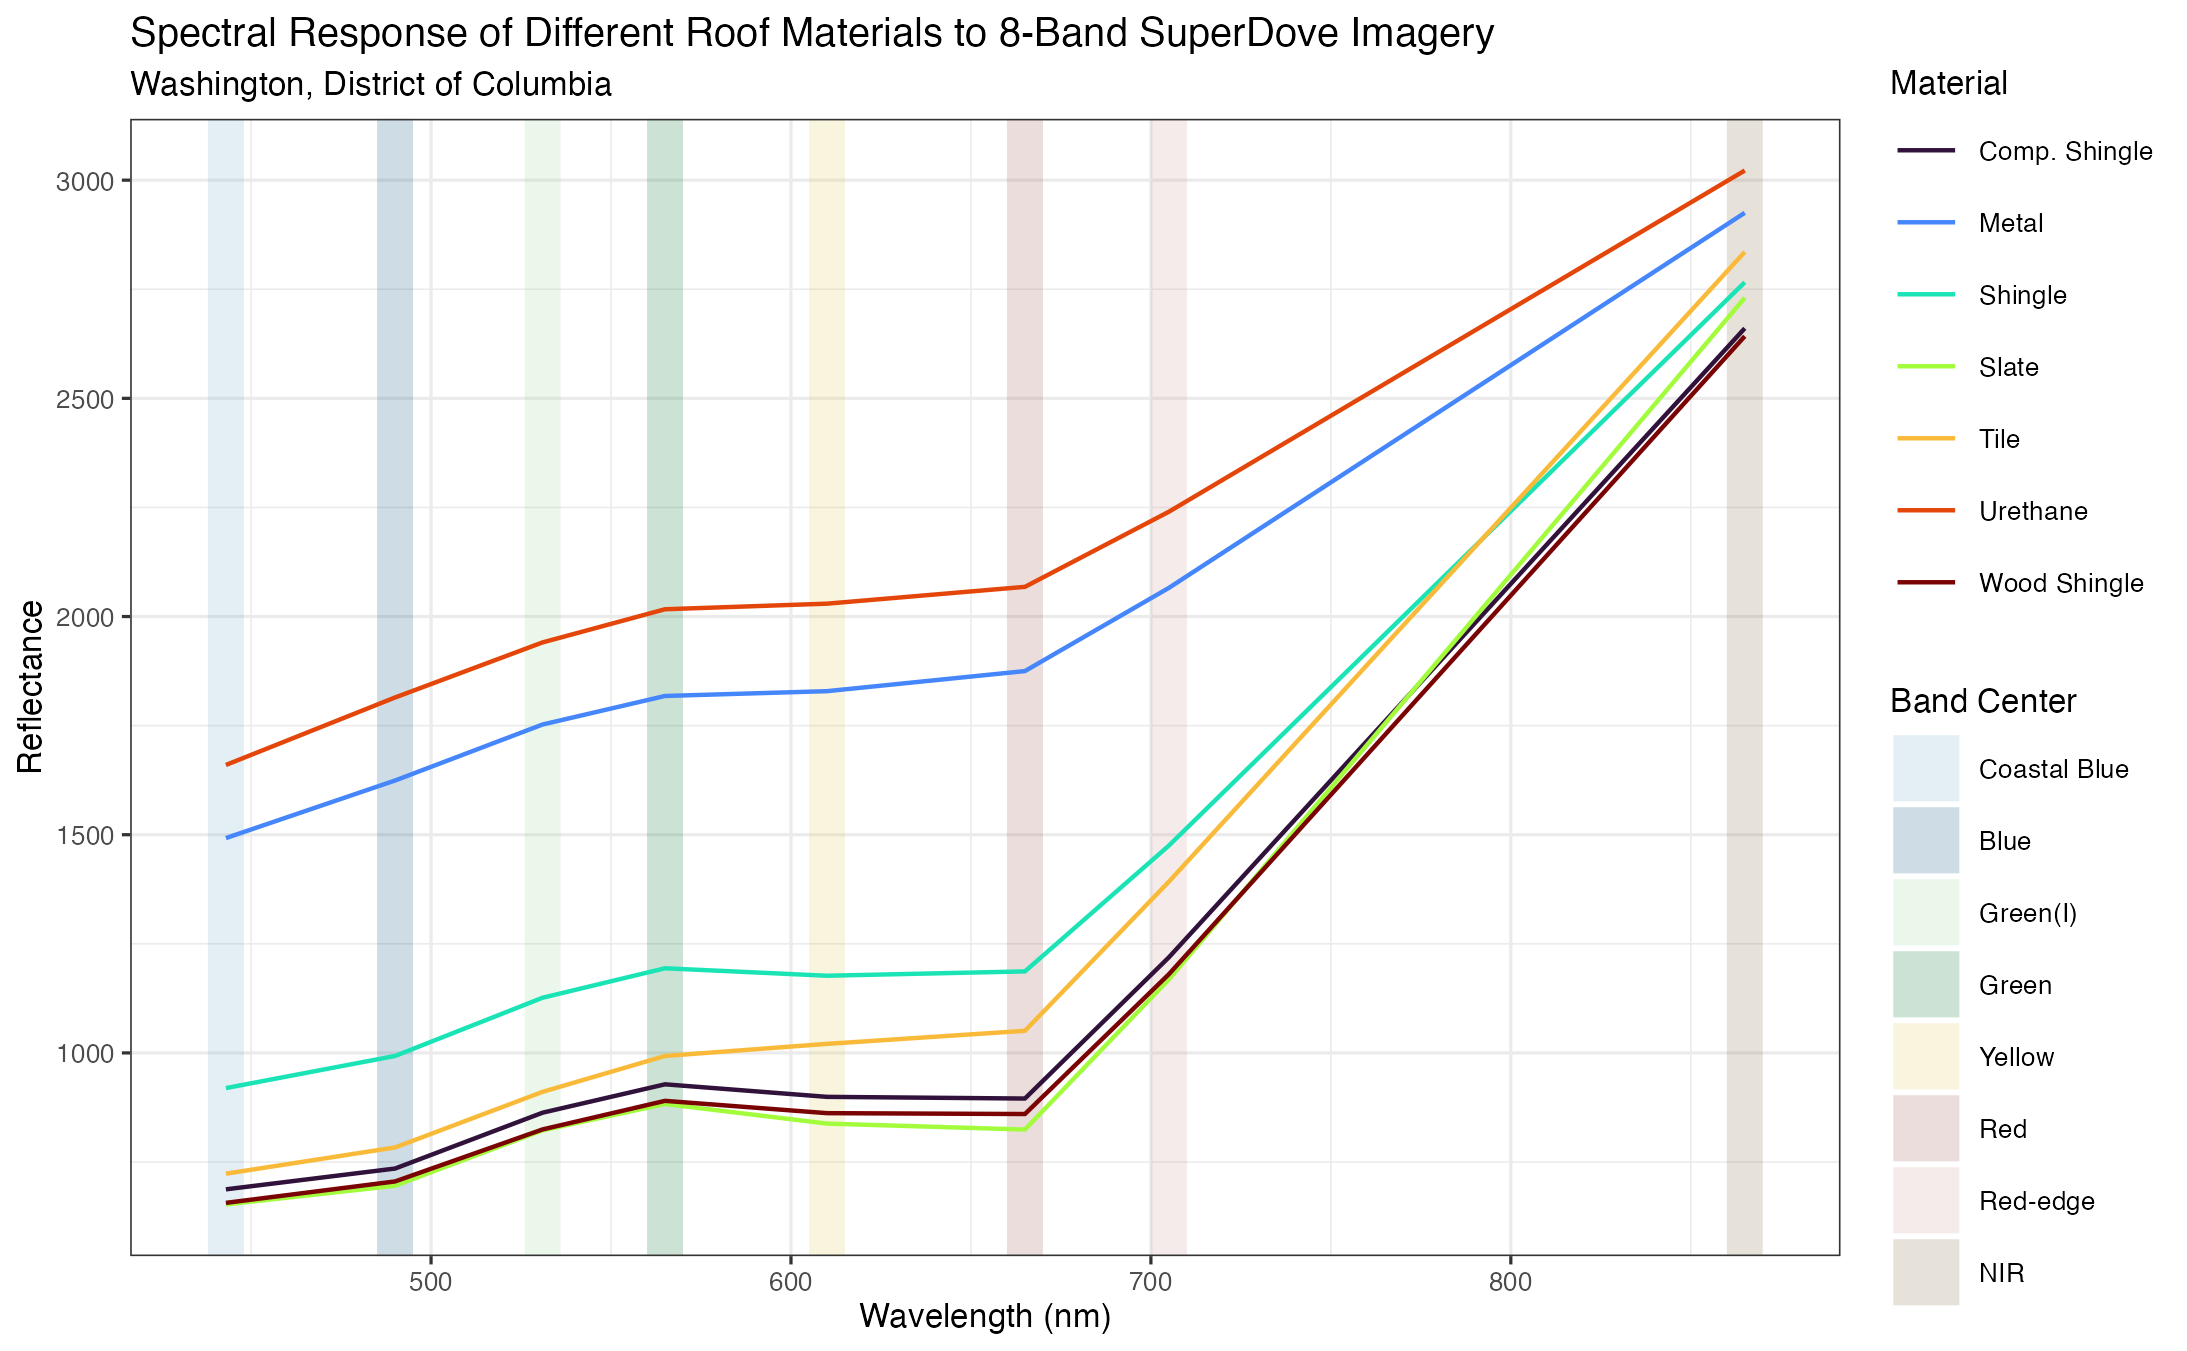 Spectral Response of Different Roof Materials to 8-Band SuperDove Imagery
Washington, District of Columbia
Reflectance
3000
2500
2000
1500
1000
500
600
700
800
Wavelength (nm)
Material
Comp. Shingle
Metal
Shingle
Slate
Tile
Urethane
Wood Shingle
Band Center
Coastal Blue
Blue
Green(I)
Green
Yellow
Red
Red-edge
NIR